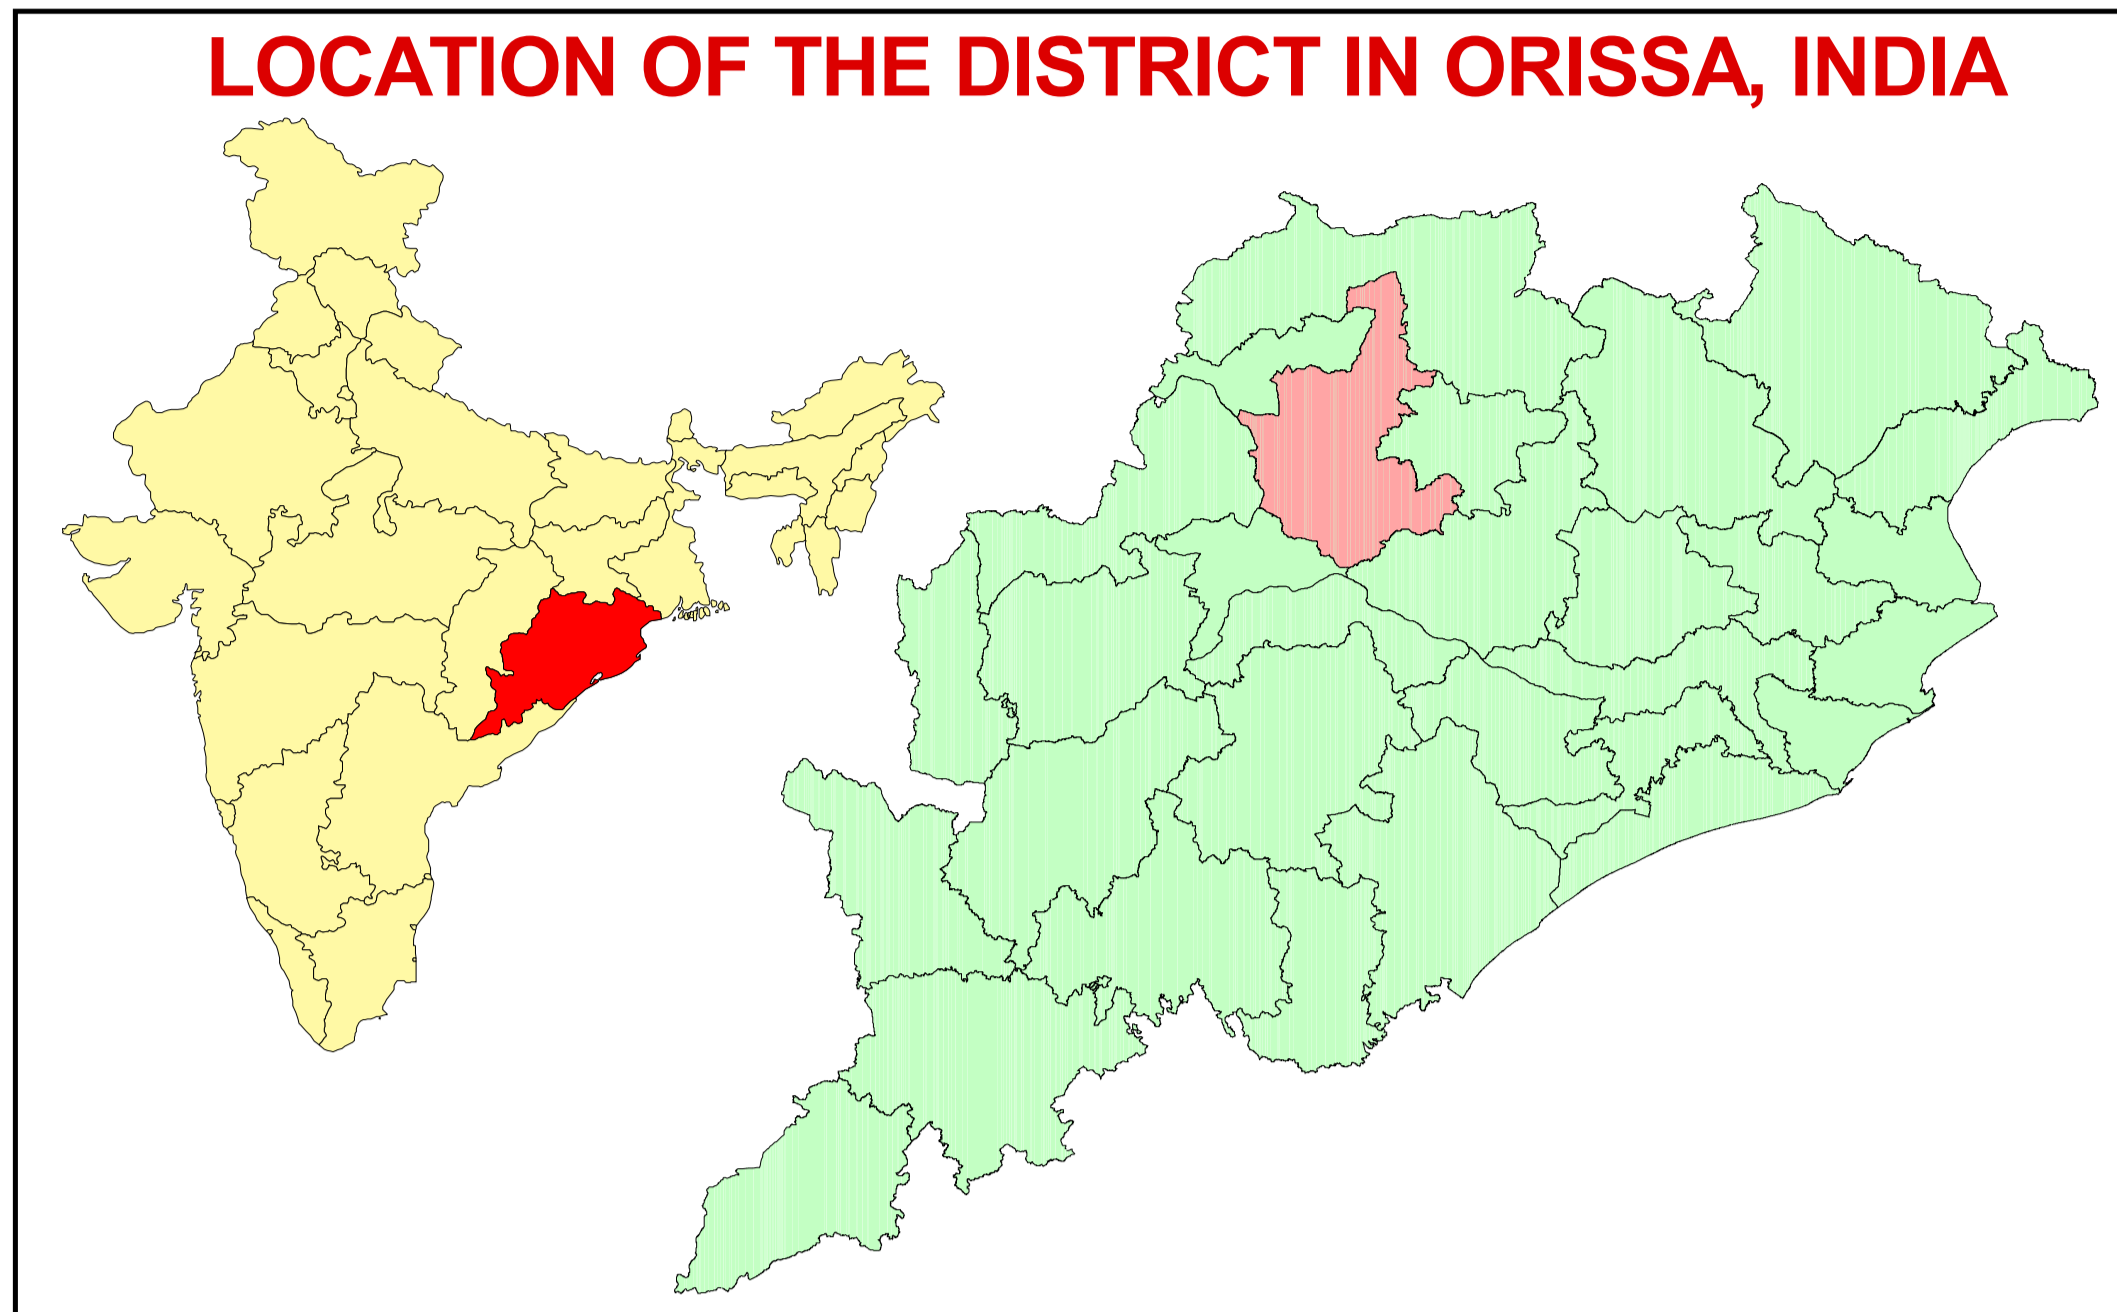 LOCATION OF THE DISTRICT IN ORISSA, INDIA